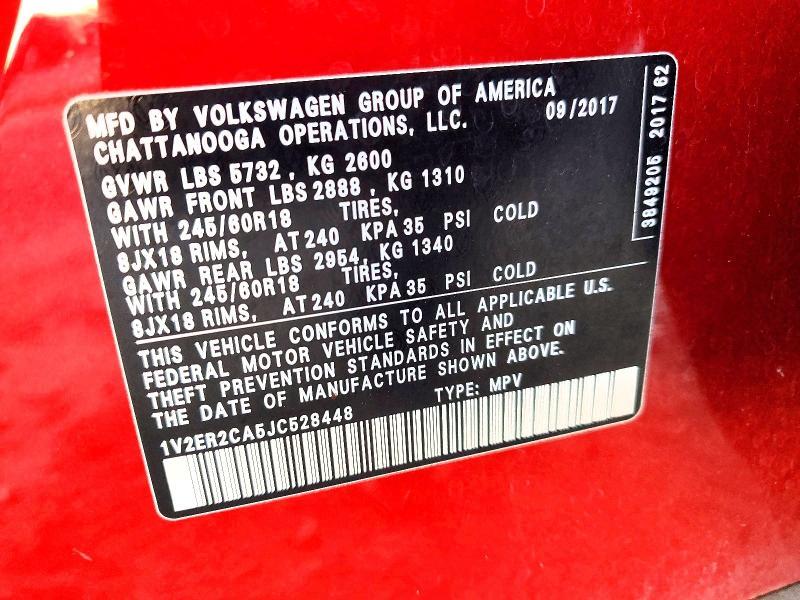 MFD BY VOLKSWAGEN GROUP OF AMERICA
CHATTANOOGA OPERATIONS, LLC. 09/2017
GVWR LBS 5732 , KG 2600
GAWR FRONT LBS 2888 , KG 1310
WITH 245/60R18 TIRES,
8JX18 RIMS, AT 240 KPA 35 PSI COLD
GAWR REAR LBS 2954, KG 1340
WITH 245/60R18 TIRES,
8JX18 RIMS, AT 240 KPA 35 PSI COLD
THIS VEHICLE CONFORMS TO ALL APPLICABLE U.S.
FEDERAL MOTOR VEHICLE SAFETY AND
THEFT PREVENTION STANDARDS IN EFFECT ON
THE DATE OF MANUFACTURE SHOWN ABOVE.
1V2ER2CA5JC528448 TYPE: MPV
3849205 2017 62